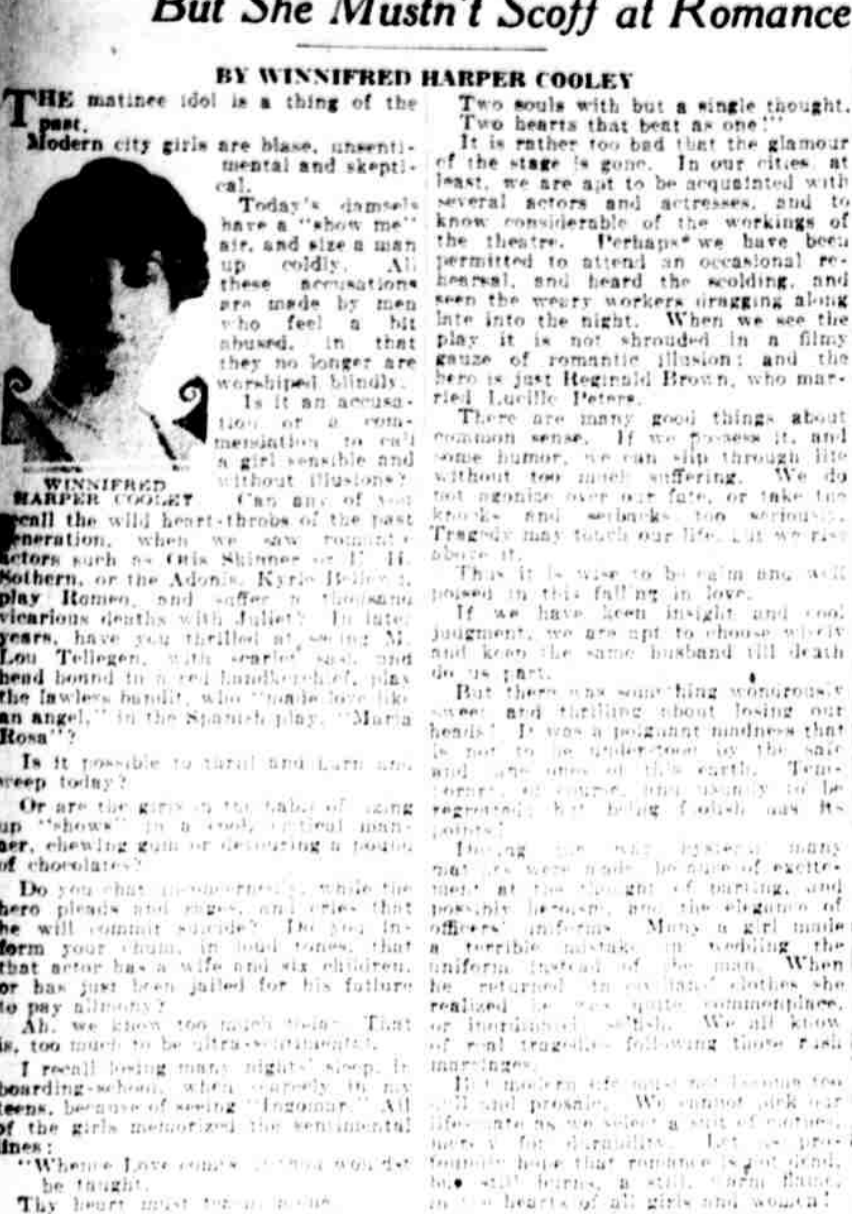 But She Mustn't Scoff at Romance
BY WINNIFRED HARPER COOLEY
THE matinee idol is a thing of the
past.
Modern city girls are blase, unsenti-
mental and skepti-
cal.
Today's damsels
have a "show me"
air, and size a man
up coldly. All
these accusations
are made by men
who feel a bit
abused, in that
they no longer are
worshiped blindly.
Is it an accusa-
tion or a com-
mendation to call
a girl sensible and
without illusions?
WINNIFRED
HARPER COOLEY
Can any of you
recall the wild heart-throbs of the past
generation, when we saw romantic
actors such as Otis Skinner or E. H.
Sothern, or the Adonis, Kyrle Bellew,
play Romeo, and suffer a thousand
vicarious deaths with Juliet? In later
years, have you thrilled at seeing M.
Lou Tellegen, with scarlet sash and
head bound in a red handkerchief, play
the lawless bandit, who "made love like
an angel," in the Spanish play, "Maria
Rosa"?
Is it possible to thrill and burn and
weep today?
Or are the girls in the habit of sizing
up "shows" in a cool, critical man-
ner, chewing gum or devouring a pound
of chocolates?
Do you chat unconcernedly, while the
hero pleads and rages, and cries that
he will commit suicide? Do you in-
form your chum, in loud tones, that
that actor has a wife and six children,
or has just been jailed for his failure
to pay alimony?
Ah, we know too much today. That
is, too much to be ultra-sentimental.
I recall losing many nights' sleep, in
boarding-school, when scarcely in my
teens, because of seeing "Ingomar." All
of the girls memorized the sentimental
lines:
"Whence Love comes
be taught,
Thy heart must
Two souls with but a single thought,
Two hearts that beat as one!"
It is rather too bad that the glamour
of the stage is gone. In our cities, at
least, we are apt to be acquainted with
several actors and actresses, and to
know considerable of the workings of
the theatre. Perhaps we have been
permitted to attend an occasional re-
hearsal, and heard the scolding, and
seen the weary workers dragging along
late into the night. When we see the
play it is not shrouded in a filmy
gauze of romantic illusion; and the
hero is just Reginald Brown, who mar-
ried Lucille Peters.
There are many good things about
common sense. If we possess it, and
some humor, we can slip through life
without too much suffering. We do
not agonize over our fate, or take the
knocks and setbacks too seriously.
Tragedy may touch our life, but we rise
above it.
Thus it is wise to be calm and well
poised in this falling in love.
If we have keen insight and cool
judgment, we are apt to choose wisely
and keep the same husband till death
do us part.
But there was something wondrously
sweet and thrilling about losing our
heads! It was a poignant madness that
is not to be understood by the safe
and sane ones of this earth. Tem-
porary, of course, and usually to be
regretted; but being foolish has its
points!
During the war hysteria many
matches were made because of excite-
ment at the thought of parting, and
possibly heroism, and the elegance of
officers' uniforms. Many a girl made
a terrible mistake in wedding the
uniform instead of the man. When
he returned in civilian clothes she
realized he was quite commonplace,
or inordinately selfish. We all know
of real tragedies following those rash
marriages.
But modern life must not become too
dull and prosaic. We cannot pick our
life-mate as we select a suit of clothes,
merely for durability. Let us pro-
foundly hope that romance is not dead,
but still burns, a still, warm flame,
in the hearts of all girls and women!